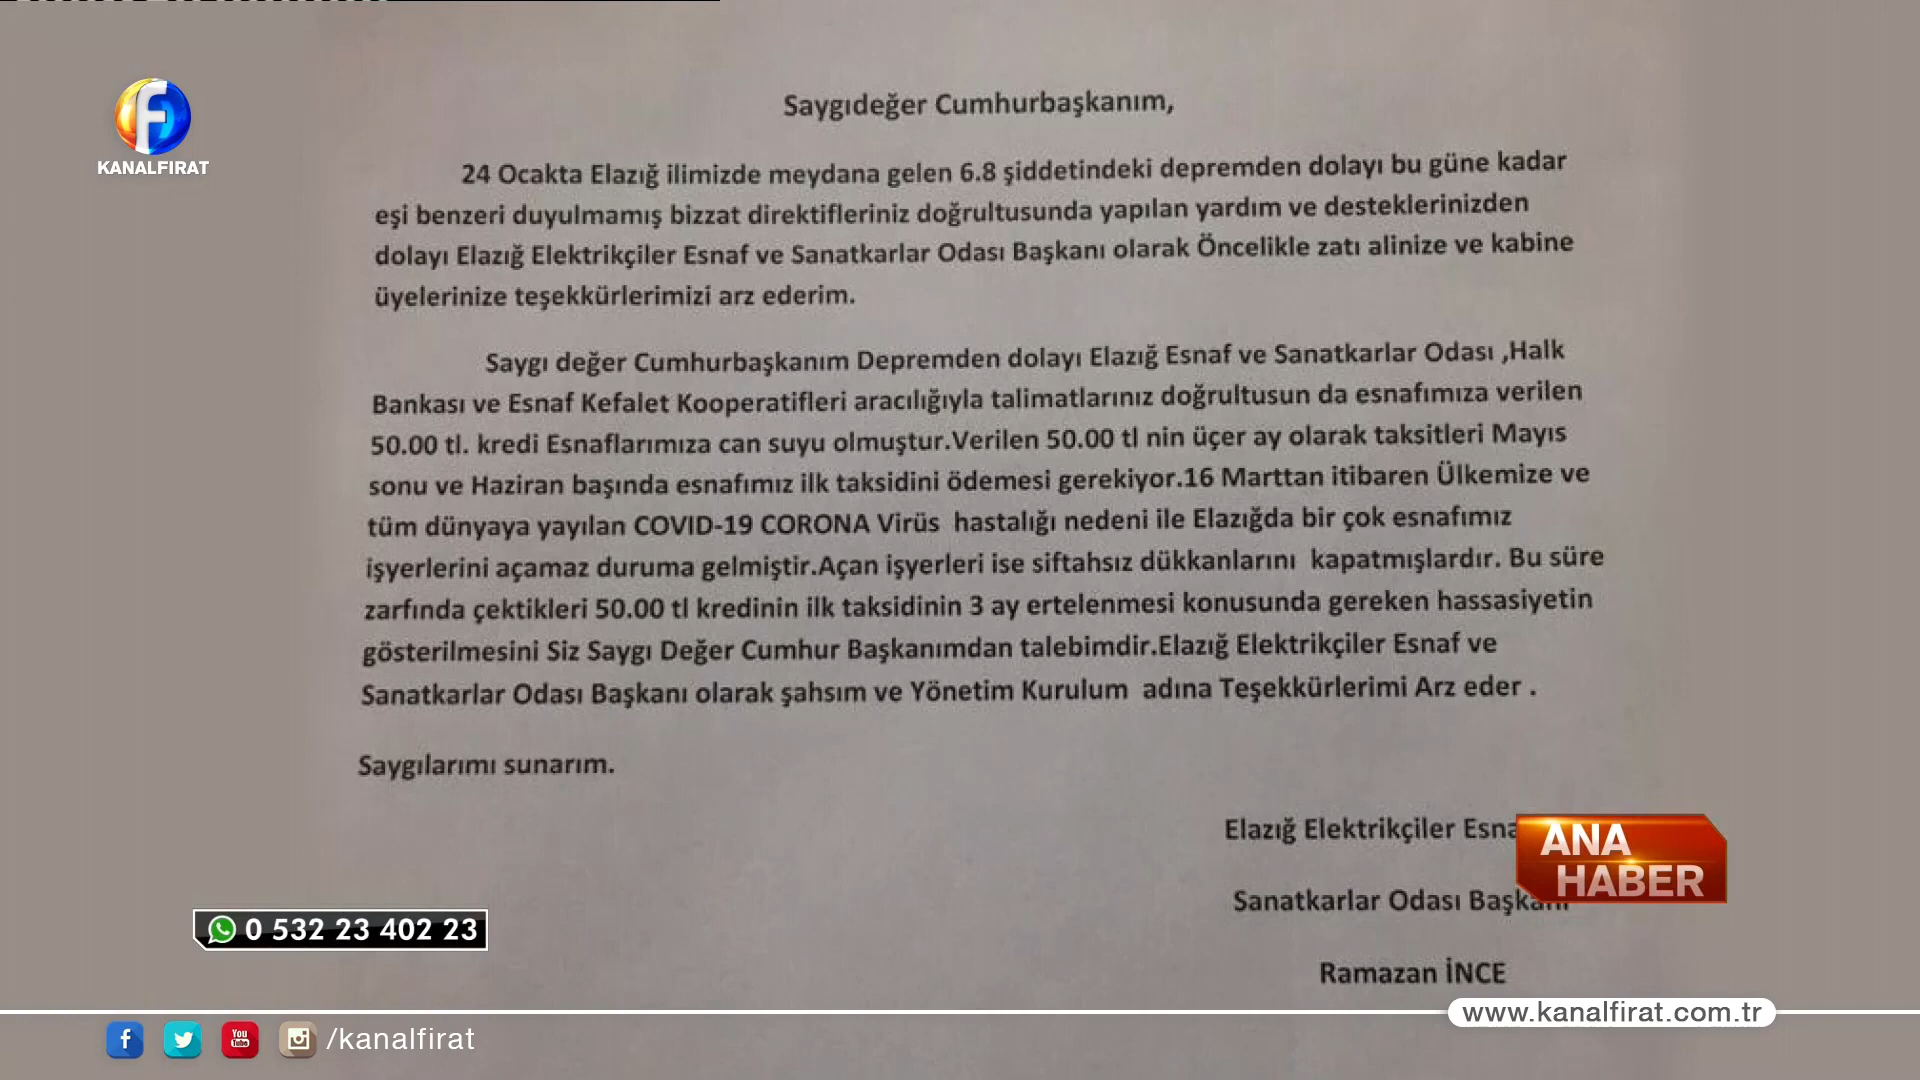 KANALFIRAT
Saygıdeğer Cumhurbaşkanım,
24 Ocakta Elazığ ilimizde meydana gelen 6.8 şiddetindeki depremden dolayı bu güne kadar
eşi benzeri duyulmamış bizzat direktifleriniz doğrultusunda yapılan yardım ve desteklerinizden
dolayı Elazığ Elektrikçiler Esnaf ve Sanatkarlar Odası Başkanı olarak Öncelikle zatı alinize ve kabine
üyelerinize teşekkürlerimizi arz ederim.
Saygı değer Cumhurbaşkanım Depremden dolayı Elazığ Esnaf ve Sanatkarlar Odası ,Halk
Bankası ve Esnaf Kefalet Kooperatifleri aracılığıyla talimatlarınız doğrultusun da esnafımıza verilen
50.00 tl. kredi Esnaflarımıza can suyu olmuştur.Verilen 50.00 tl nin üçer ay olarak taksitleri Mayıs
sonu ve Haziran başında esnafımız ilk taksidini ödemesi gerekiyor.16 Marttan itibaren Ülkemize ve
tüm dünyaya yayılan COVID-19 CORONA Virüs hastalığı nedeni ile Elazığda bir çok esnafımız
işyerlerini açamaz duruma gelmiştir.Açan işyerleri ise siftahsız dükkanlarını kapatmışlardır. Bu süre
zarfında çektikleri 50.00 tl kredinin ilk taksidinin 3 ay ertelenmesi konusunda gereken hassasiyetin
gösterilmesini Siz Saygı Değer Cumhur Başkanımdan talebimdir.Elazığ Elektrikçiler Esnaf ve
Sanatkarlar Odası Başkanı olarak şahsım ve Yönetim Kurulum adına Teşekkürlerimi Arz eder .
Saygılarımı sunarım.
Elazığ Elektrikçiler Esna
Sanatkarlar Odası Başkanı
Ramazan İNCE
ANA
HABER
0 532 23 402 23
www.kanalfirat.com.tr
You
Tube
/kanalfirat